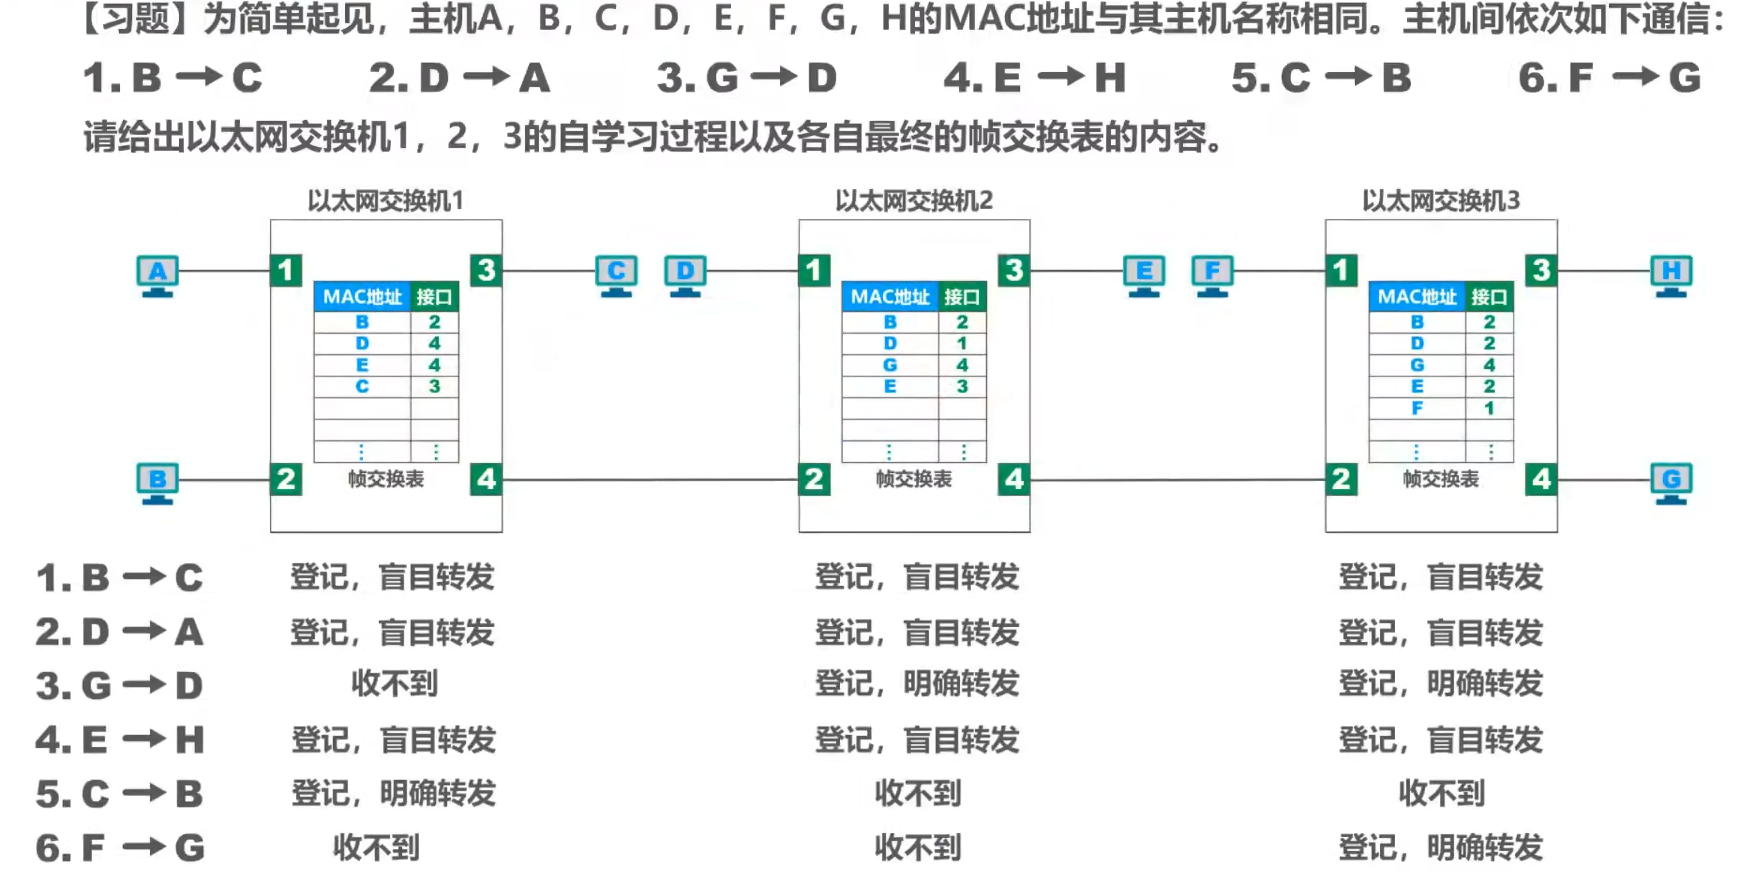 【习题】为简单起见，主机A，B，C，D，E，F，G，H的MAC地址与其主机名称相同。主机间依次如下通信：
1. B → C 2. D → A 3. G → D 4. E → H 5. C → B 6. F → G
请给出以太网交换机1，2，3的自学习过程以及各自最终的帧交换表的内容。
以太网交换机1 以太网交换机2 以太网交换机3
A 1 3 C D 1 3 E F 1 3 H
MAC地址 接口 MAC地址 接口 MAC地址 接口
B 2 B 2 B 2
D 4 D 1 D 2
E 4 G 4 G 4
C 3 E 3 E 2
F 1
⋮ ⋮ ⋮ ⋮ ⋮ ⋮
B 2 帧交换表 4 2 帧交换表 4 2 帧交换表 4 G
1. B → C 登记，盲目转发 登记，盲目转发 登记，盲目转发
2. D → A 登记，盲目转发 登记，盲目转发 登记，盲目转发
3. G → D 收不到 登记，明确转发 登记，明确转发
4. E → H 登记，盲目转发 登记，盲目转发 登记，盲目转发
5. C → B 登记，明确转发 收不到 收不到
6. F → G 收不到 收不到 登记，明确转发